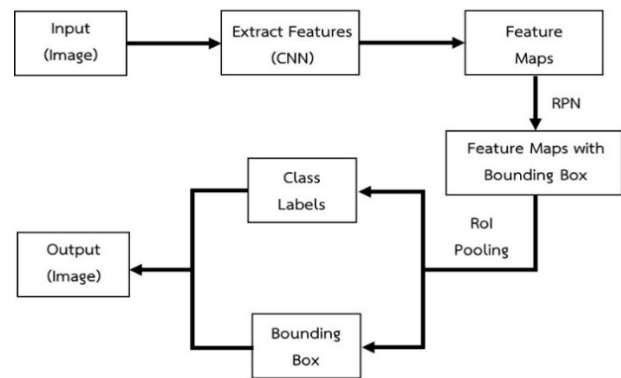 Input
(Image)
Extract Features
(CNN)
Feature
Maps
RPN
Feature Maps with
Bounding Box
Class
Labels
RoI
Pooling
Output
(Image)
Bounding
Box